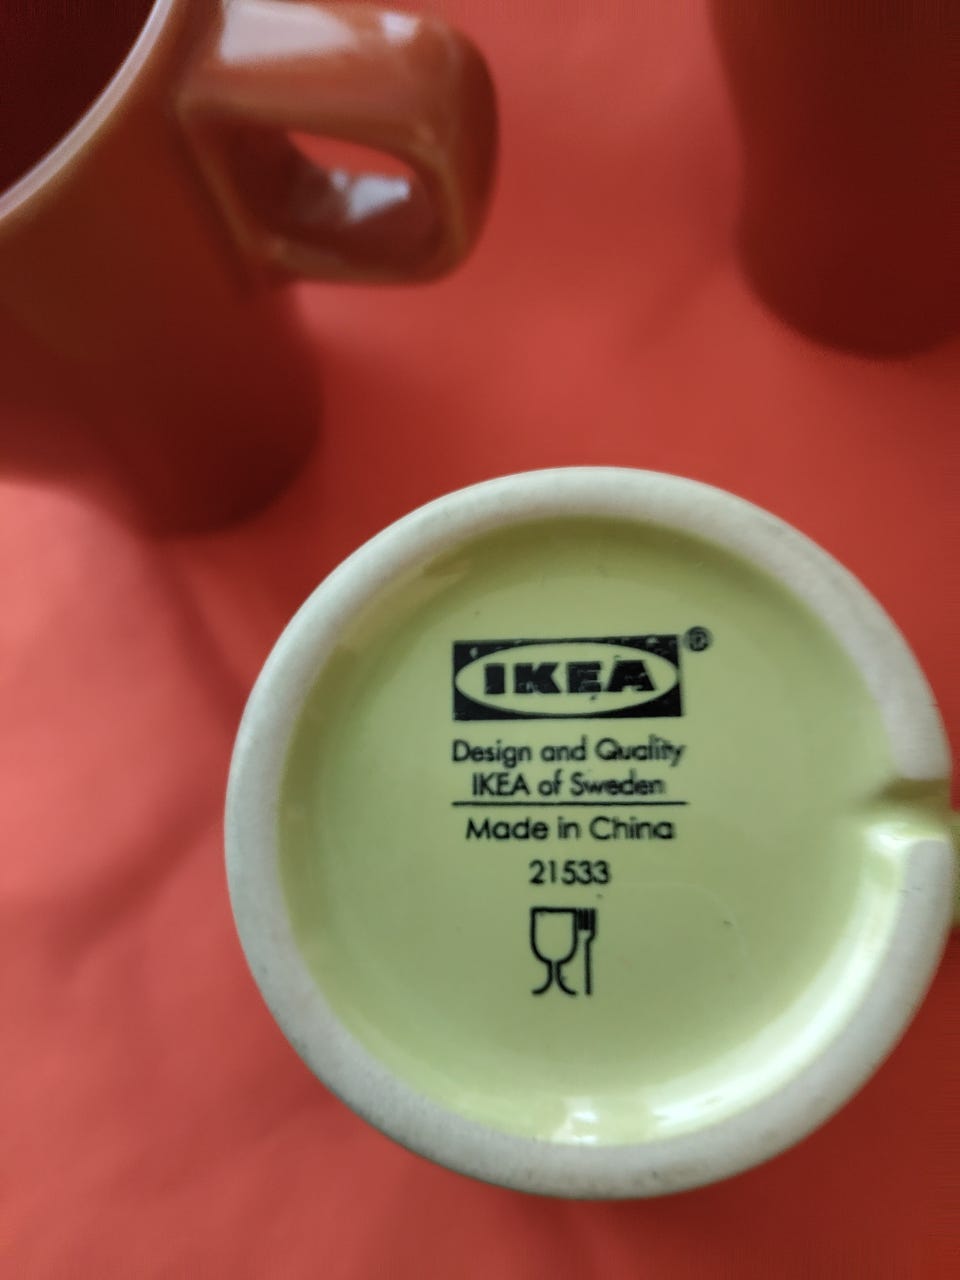 IKEA®
Design and Quality
IKEA of Sweden
Made in China
21533